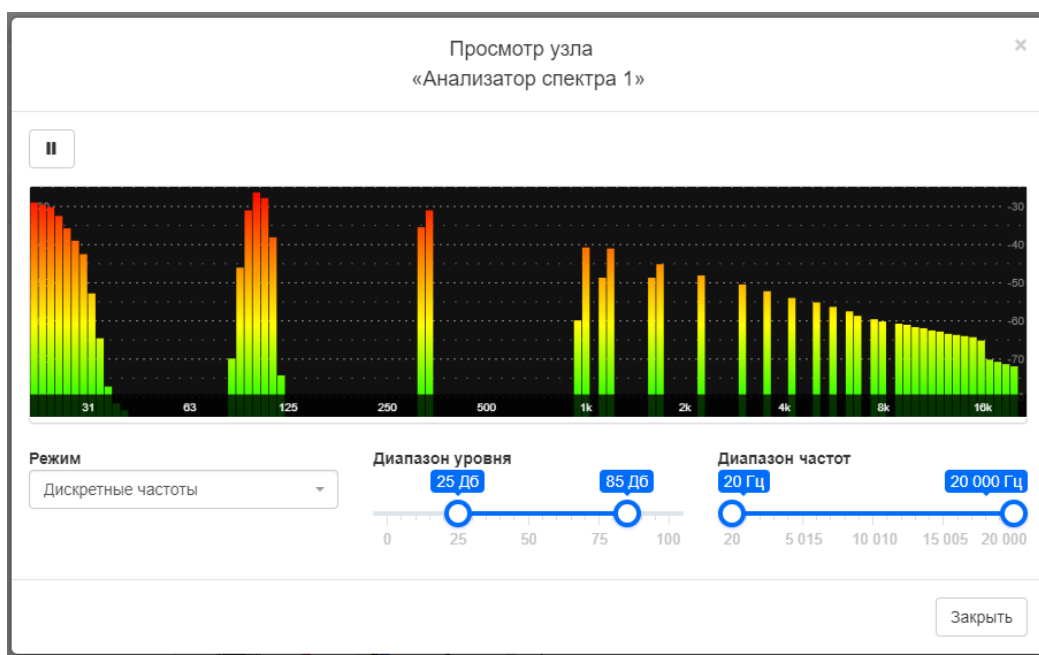 Просмотр узла
×
«Анализатор спектра 1»
-30
-40
-50
-60
-70
31 63 125 250 500 1k 2k 4k 8k 16k
Режим
Дискретные частоты
Диапазон уровня
25 Дб 85 Дб
0 25 50 75 100
Диапазон частот
20 Гц 20 000 Гц
20 5 015 10 010 15 005 20 000
Закрыть